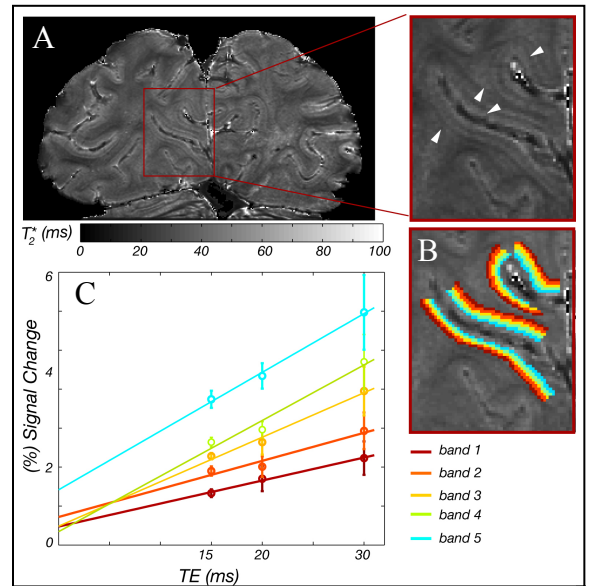 A
T2* (ms)
0 20 40 60 80 100
B
C
6
4
2
0
(%) Signal Change
15 20 30
TE (ms)
band 1
band 2
band 3
band 4
band 5